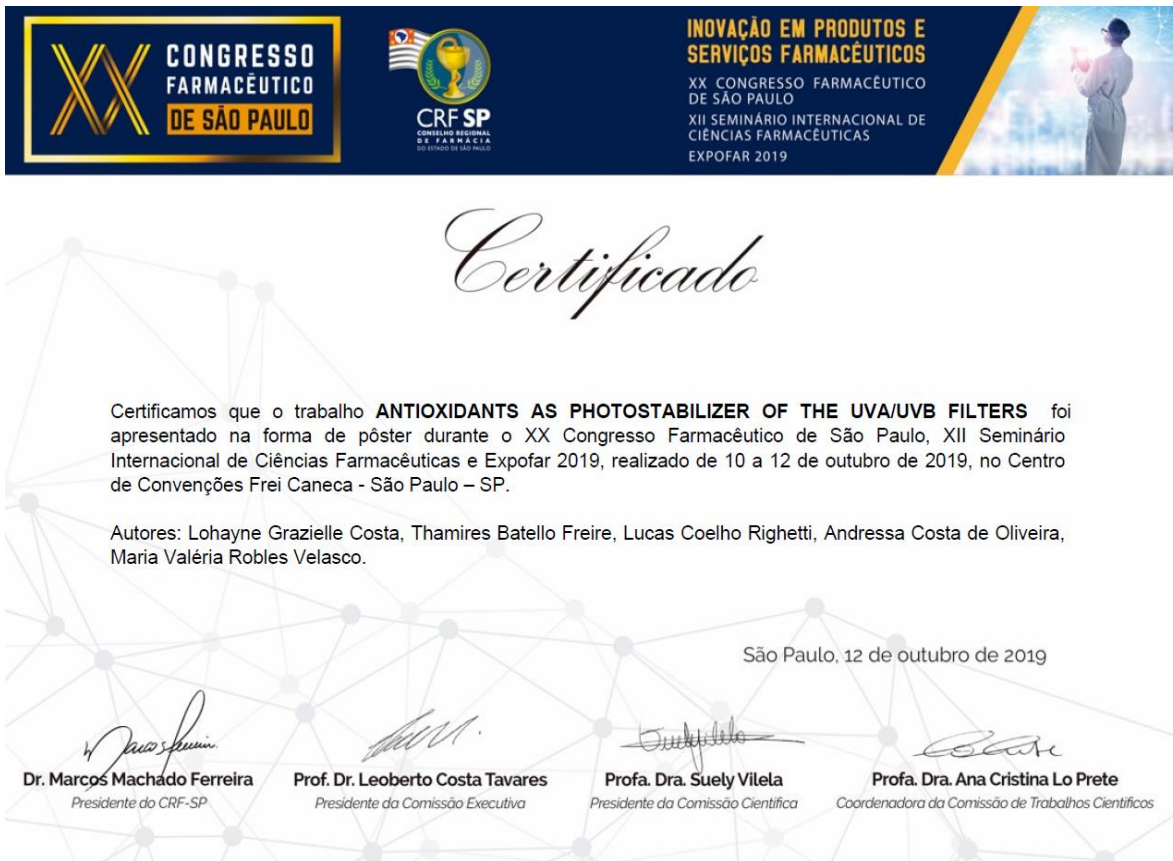 XX CONGRESSO
FARMACÊUTICO
DE SÃO PAULO
CRF SP
CONSELHO REGIONAL
DE FARMÁCIA
DO ESTADO DE SÃO PAULO
INOVAÇÃO EM PRODUTOS E
SERVIÇOS FARMACÊUTICOS
XX CONGRESSO FARMACÊUTICO
DE SÃO PAULO
XII SEMINÁRIO INTERNACIONAL DE
CIÊNCIAS FARMACÊUTICAS
EXPOFAR 2019
Certificado
Certificamos que o trabalho ANTIOXIDANTS AS PHOTOSTABILIZER OF THE UVA/UVB FILTERS foi
apresentado na forma de pôster durante o XX Congresso Farmacêutico de São Paulo, XII Seminário
Internacional de Ciências Farmacêuticas e Expofar 2019, realizado de 10 a 12 de outubro de 2019, no Centro
de Convenções Frei Caneca - São Paulo – SP.
Autores: Lohayne Grazielle Costa, Thamires Batello Freire, Lucas Coelho Righetti, Andressa Costa de Oliveira,
Maria Valéria Robles Velasco.
São Paulo, 12 de outubro de 2019
Dr. Marcos Machado Ferreira
Presidente do CRF-SP
Prof. Dr. Leoberto Costa Tavares
Presidente da Comissão Executiva
Profa. Dra. Suely Vilela
Presidente da Comissão Científica
Profa. Dra. Ana Cristina Lo Prete
Coordenadora da Comissão de Trabalhos Científicos